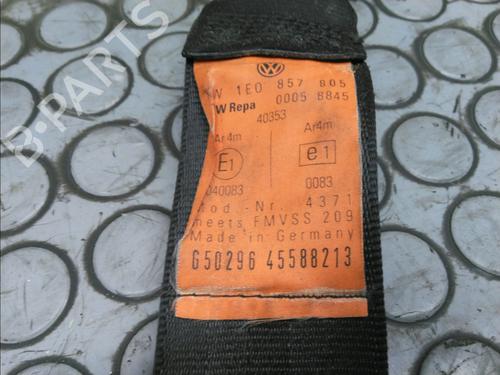 W 1E0 857 805
W Repa 0005 8845
40353
Ar4m Ar4m
E1 e1
040083 0083
Mod.-Nr. 4371
meets FMVSS 209
Made in Germany
G50296 45588213
B-PARTS